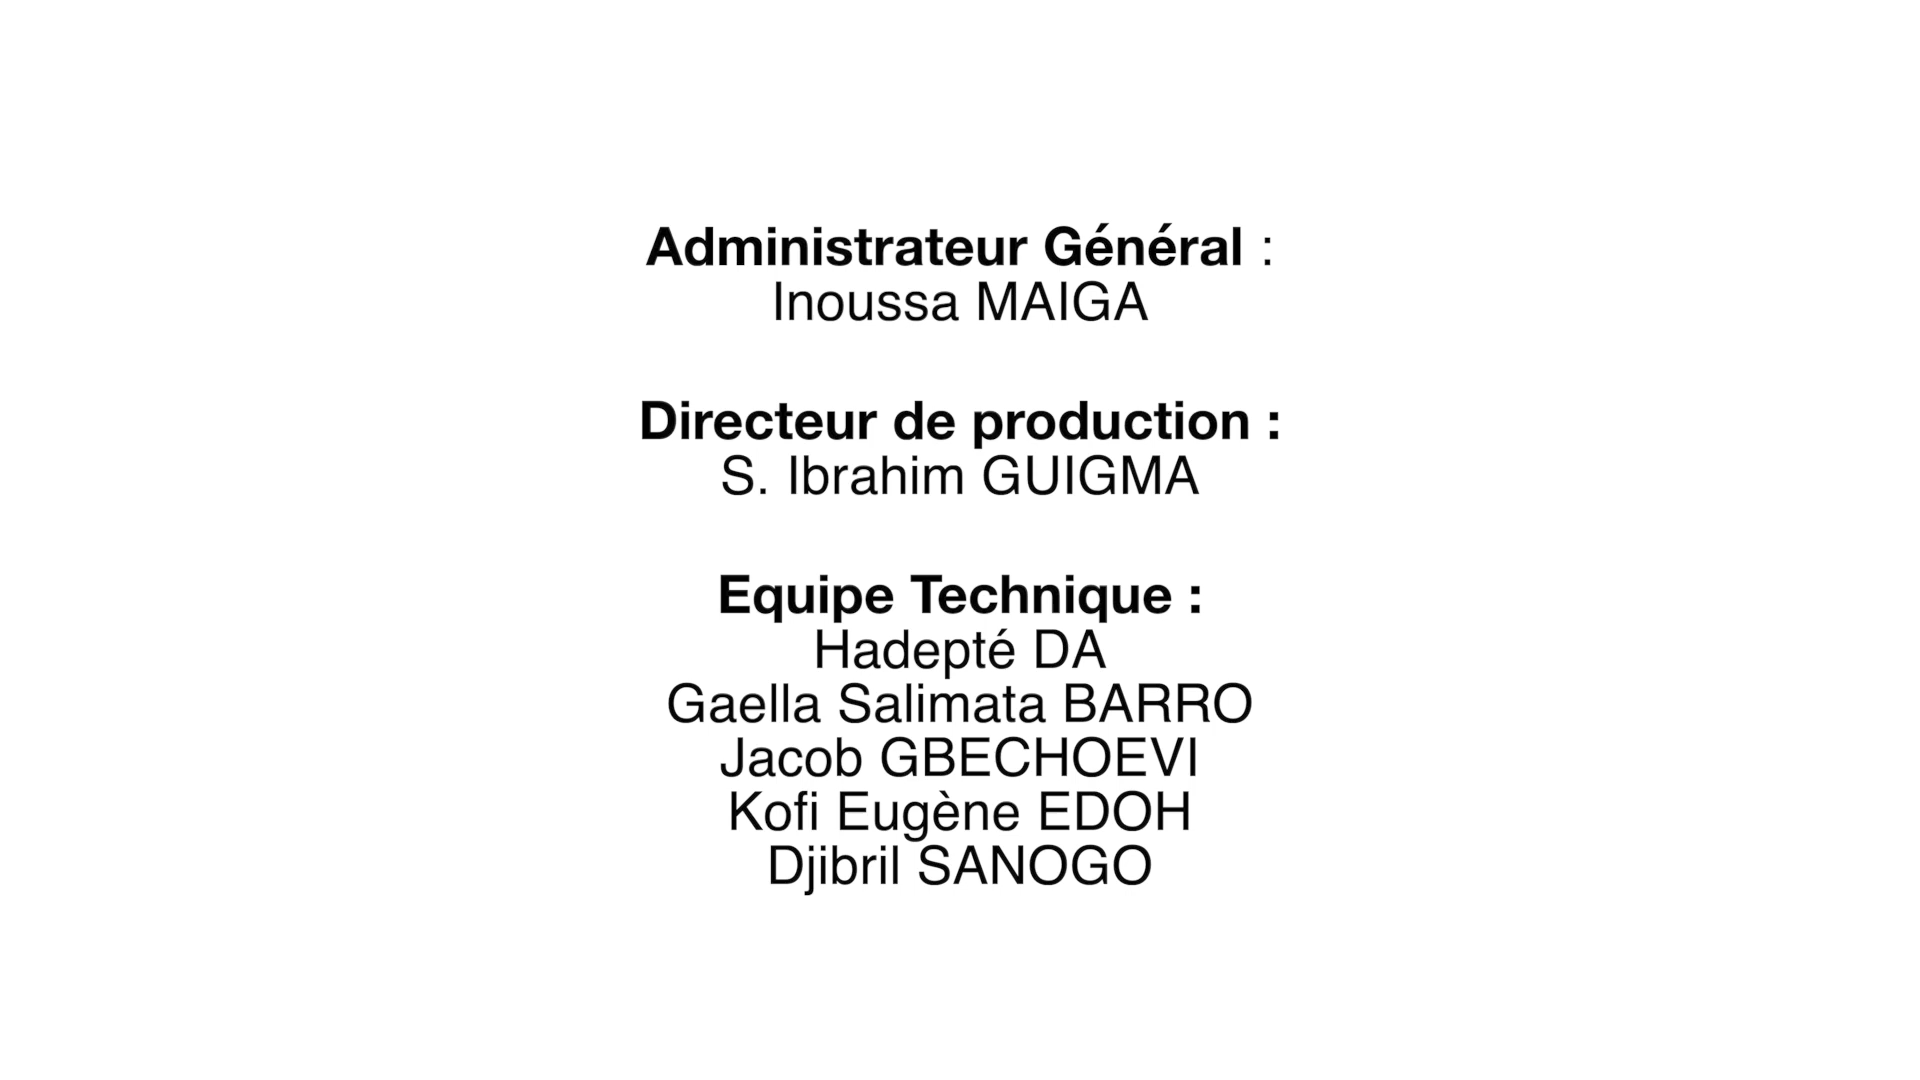 Administrateur Général :
Inoussa MAIGA
Directeur de production :
S. Ibrahim GUIGMA
Equipe Technique :
Hadepté DA
Gaella Salimata BARRO
Jacob GBECHOEVI
Kofi Eugène EDOH
Djibril SANOGO